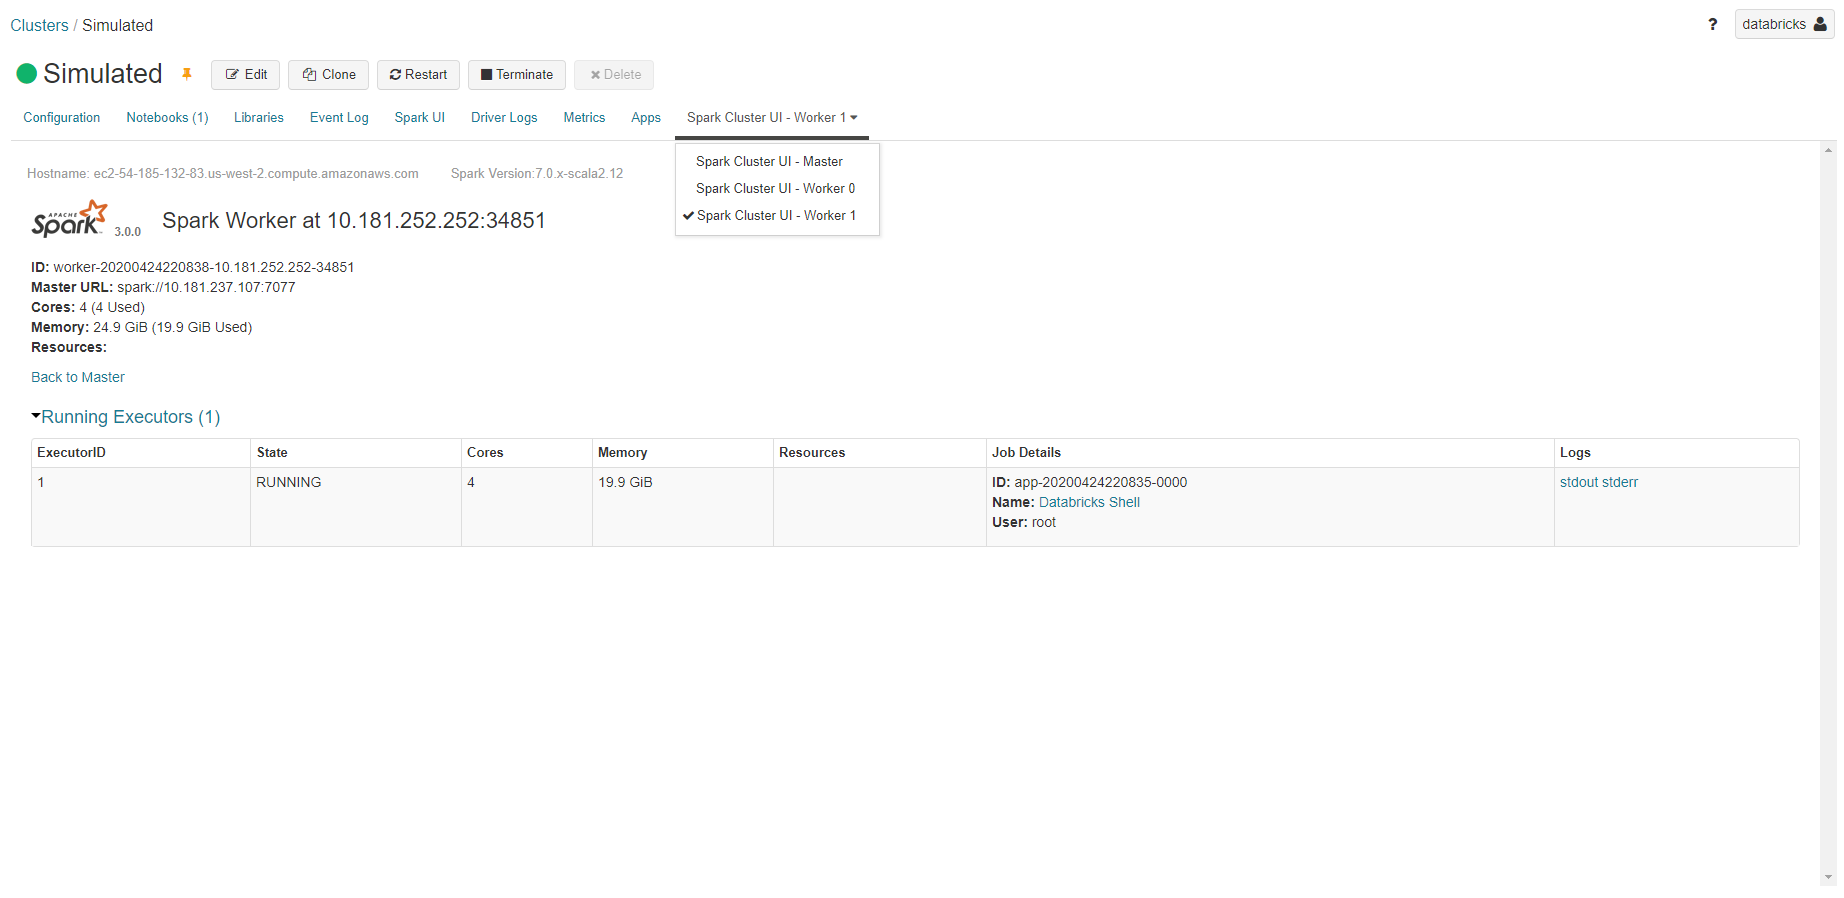 Clusters / Simulated
? databricks
Simulated Edit Clone Restart Terminate Delete
Configuration Notebooks (1) Libraries Event Log Spark UI Driver Logs Metrics Apps Spark Cluster UI - Worker 1
Spark Cluster UI - Master
Spark Cluster UI - Worker 0
Spark Cluster UI - Worker 1
Hostname: ec2-54-185-132-83.us-west-2.compute.amazonaws.com Spark Version:7.0.x-scala2.12
APACHE Spark 3.0.0 Spark Worker at 10.181.252.252:34851
ID: worker-20200424220838-10.181.252.252-34851
Master URL: spark://10.181.237.107:7077
Cores: 4 (4 Used)
Memory: 24.9 GiB (19.9 GiB Used)
Resources:
Back to Master
Running Executors (1)
ExecutorID State Cores Memory Resources Job Details Logs
1 RUNNING 4 19.9 GiB ID: app-20200424220835-0000 stdout stderr
Name: Databricks Shell
User: root